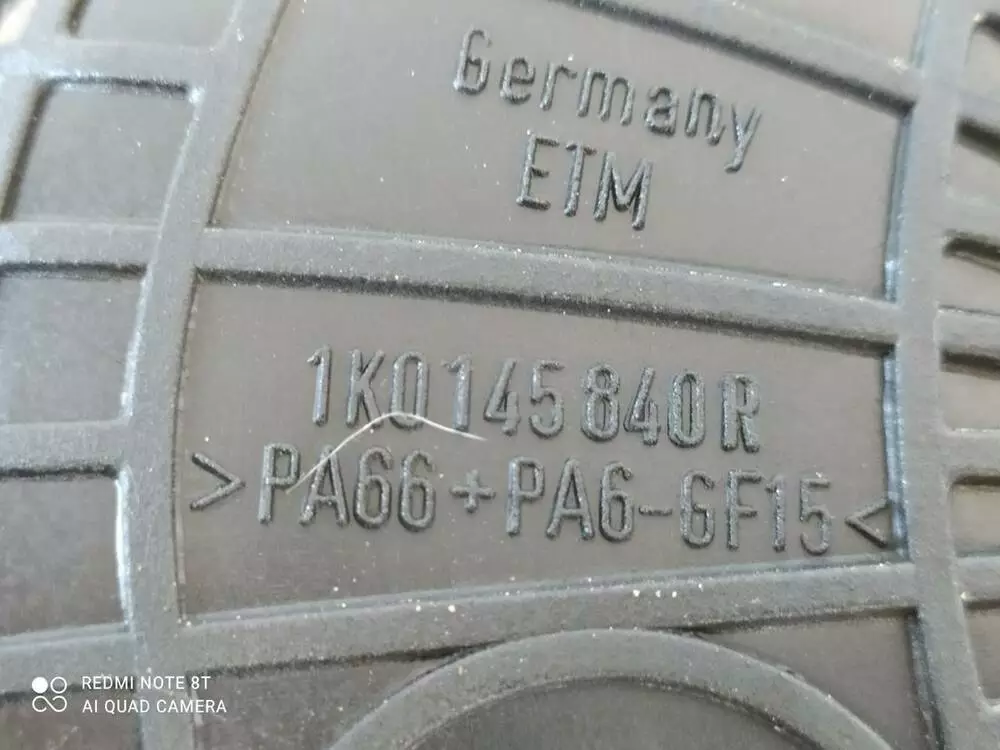 Germany
ETM
1K0145840R
>PA66+PA6-GF15<
REDMI NOTE 8T
AI QUAD CAMERA